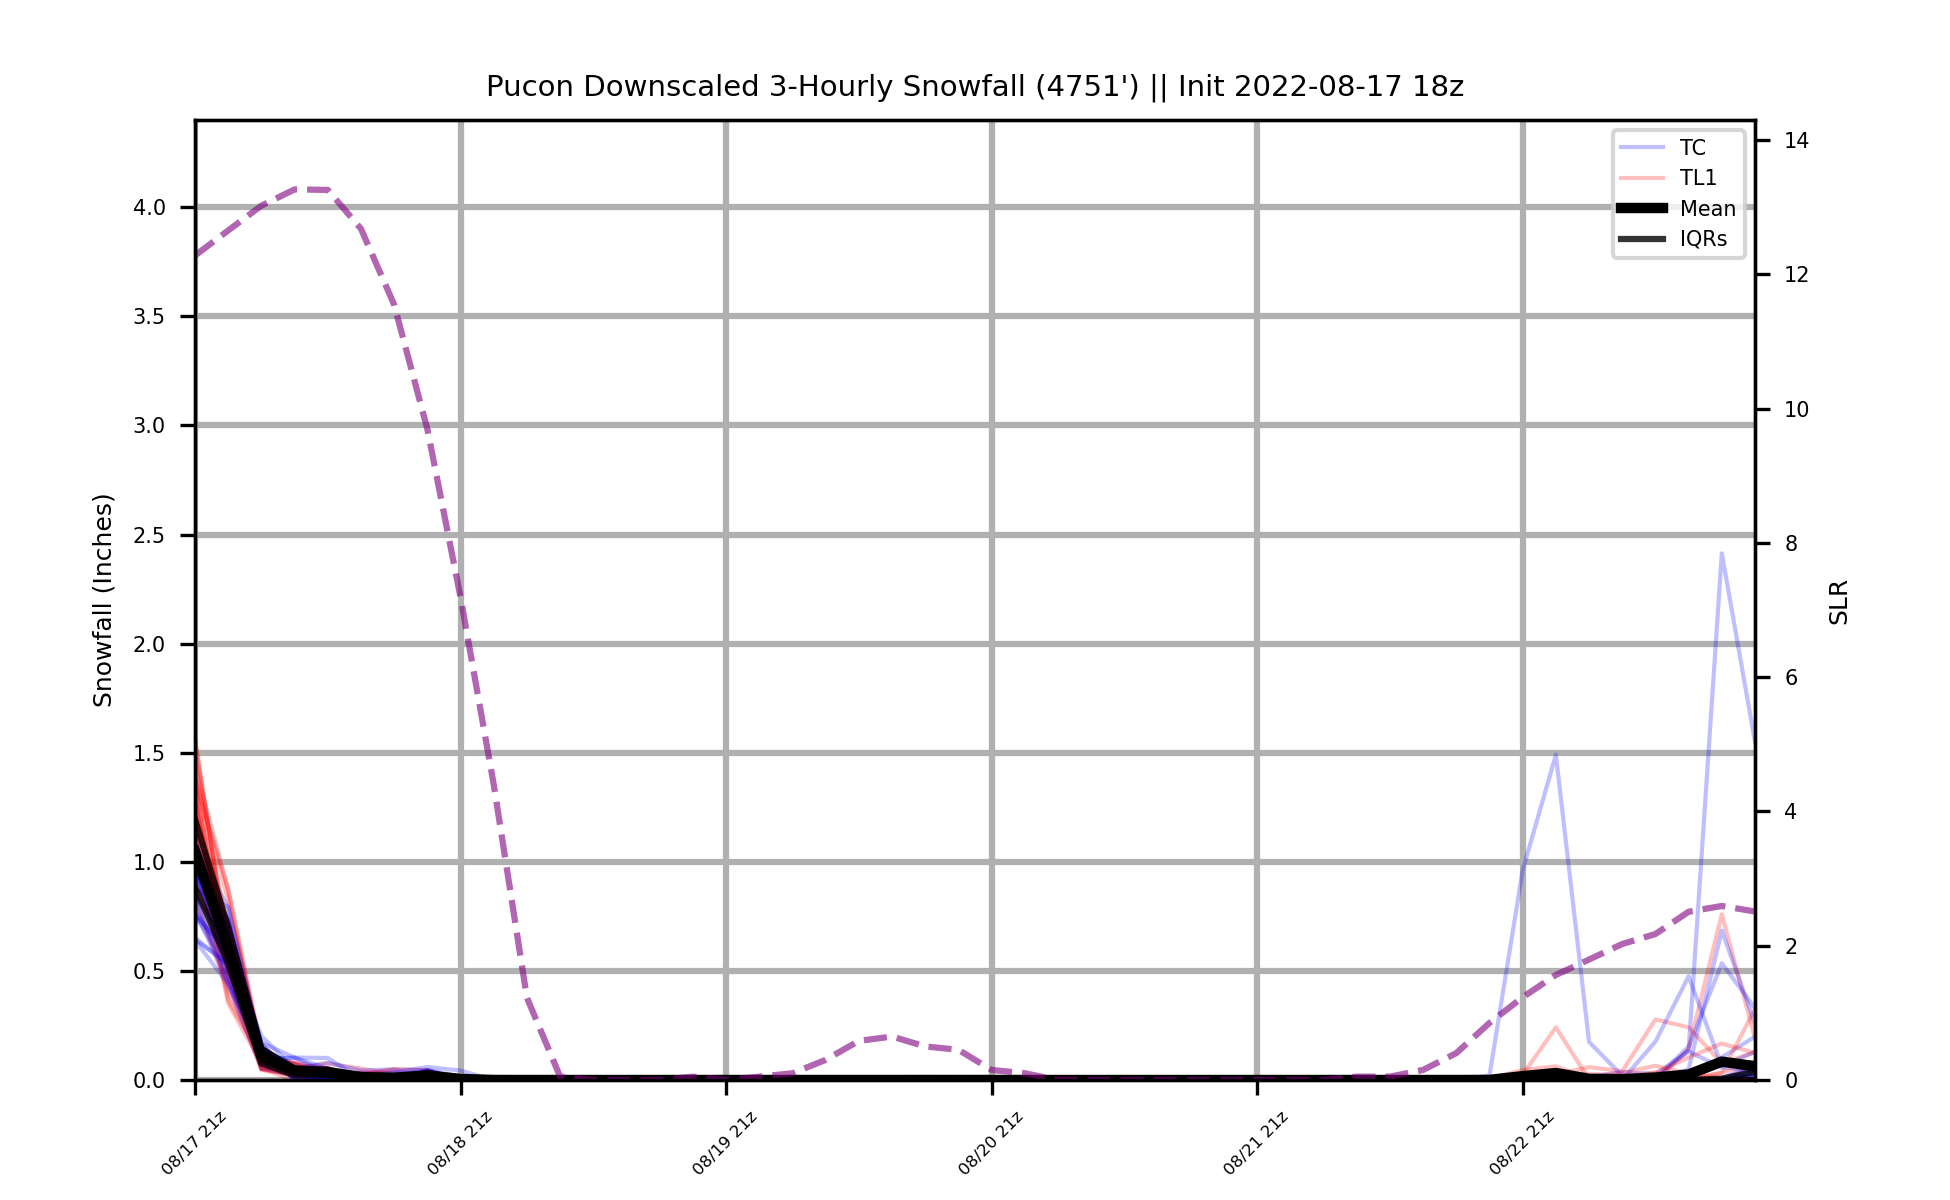 Pucon Downscaled 3-Hourly Snowfall (4751') || Init 2022-08-17 18z
TC
TL1
Mean
IQRs
4.0
3.5
3.0
2.5
2.0
1.5
1.0
0.5
0.0
Snowfall (Inches)
14
12
10
8
6
4
2
0
SLR
08/17 21z
08/18 21z
08/19 21z
08/20 21z
08/21 21z
08/22 21z